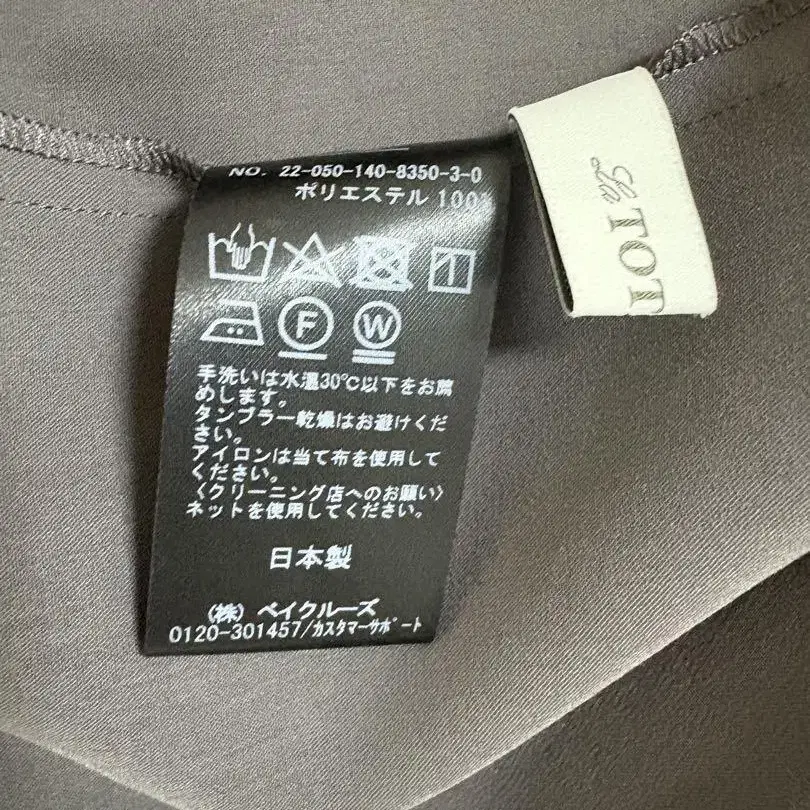 NO. 22-050-140-8350-3-0
ポリエステル 100%
F
W
手洗いは水温30℃以下をお薦
めします。
タンブラー乾燥はお避けくだ
さい。
アイロンは当て布を使用して
ください。
〈クリーニング店へのお願い〉
ネットを使用してください。
日本製
(株) ベイクルーズ
0120-301457/カスタマーサポート
La TOT